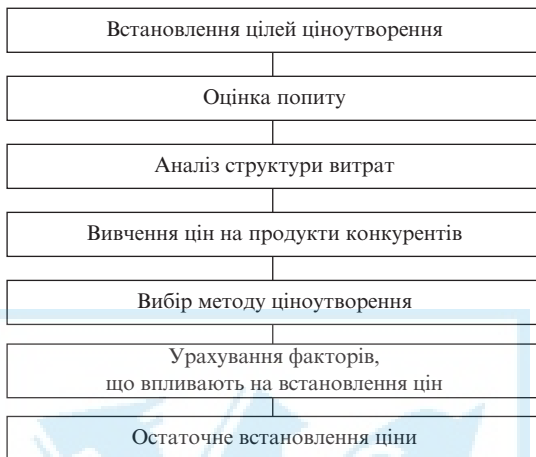 Встановлення цілей ціноутворення
Оцінка попиту
Аналіз структури витрат
Вивчення цін на продукти конкурентів
Вибір методу ціноутворення
Урахування факторів,
що впливають на встановлення цін
Остаточне встановлення ціни